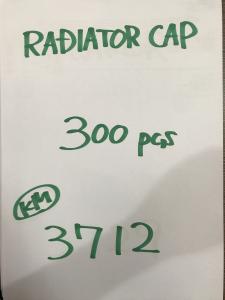 RADIATOR CAP
300 pcs
KM
3712